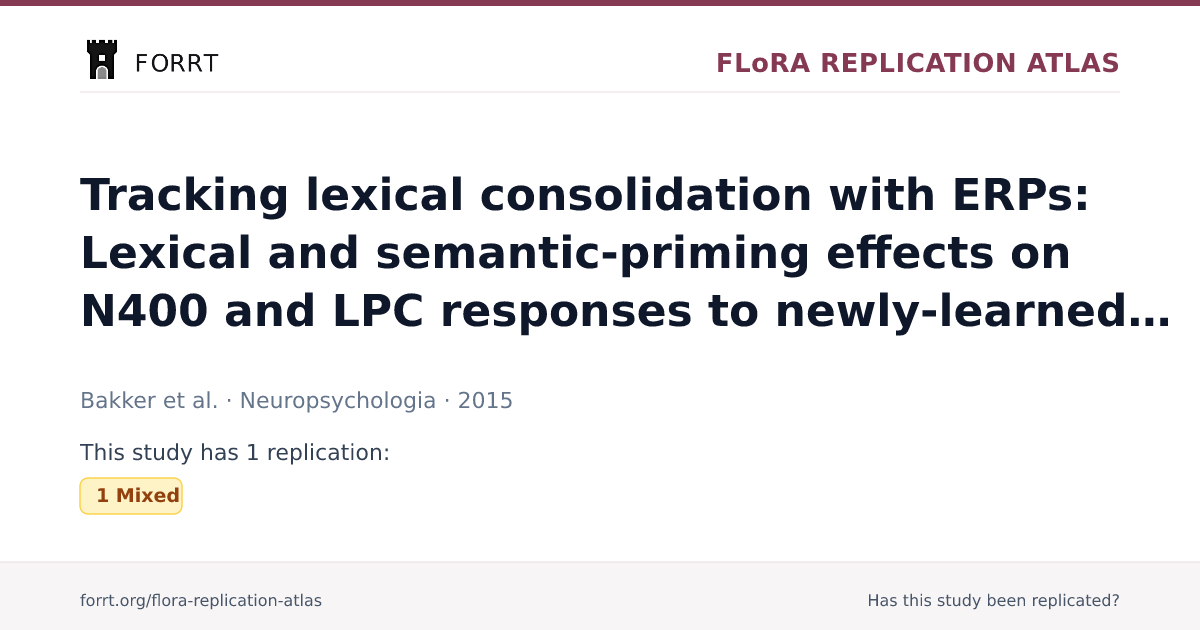 FORRT
FLoRA REPLICATION ATLAS
Tracking lexical consolidation with ERPs:
Lexical and semantic-priming effects on
N400 and LPC responses to newly-learned…
Bakker et al. · Neuropsychologia · 2015
This study has 1 replication:
1 Mixed
forrt.org/flora-replication-atlas
Has this study been replicated?